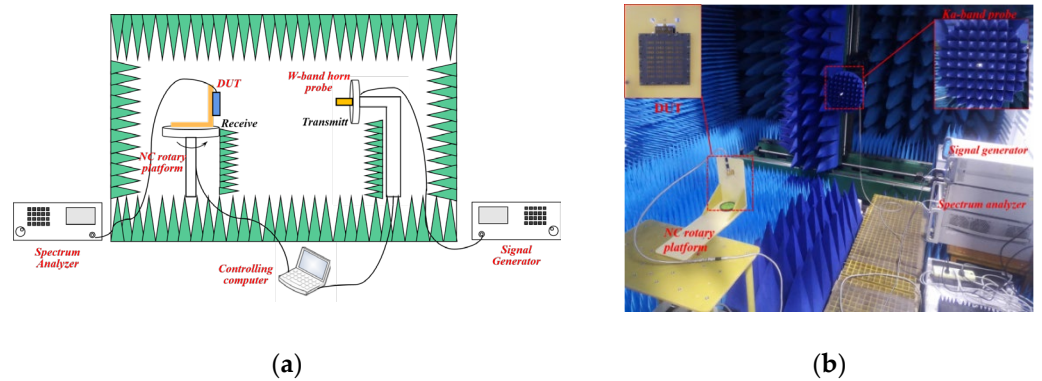 DUT
W-band horn
probe
Receive
Transmitt
NC rotary
platform
Spectrum
Analyzer
Controlling
computer
Signal
Generator
(a)
Ka-band probe
DUT
Signal generator
Spectrum analyzer
NC rotary
platform
(b)